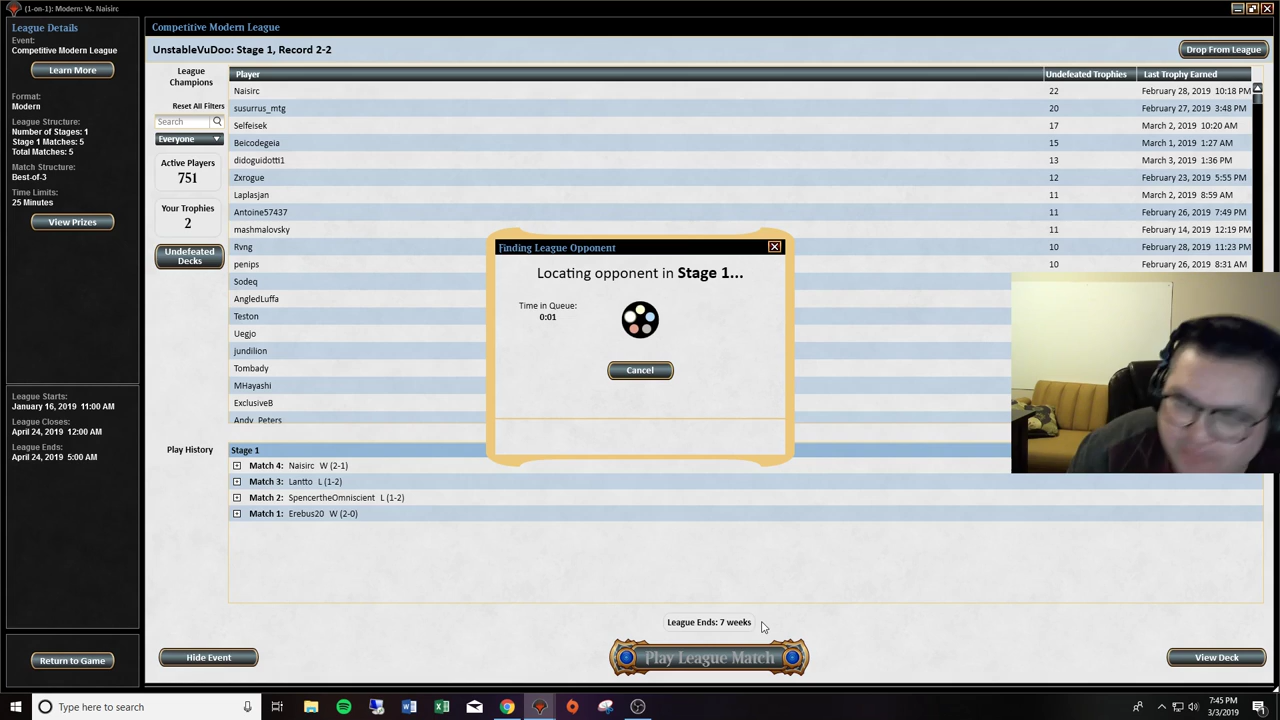 (1-on-1): Modern: Vs. Naisirc
League Details
Event:
Competitive Modern League
Learn More
Format:
Modern
League Structure:
Number of Stages: 1
Stage 1 Matches: 5
Total Matches: 5
Match Structure:
Best-of-3
Time Limits:
25 Minutes
View Prizes
League Starts:
January 16, 2019 11:00 AM
League Closes:
April 24, 2019 12:00 AM
League Ends:
April 24, 2019 5:00 AM
Return to Game
Competitive Modern League
UnstableVuDoo: Stage 1, Record 2-2
Drop From League
League
Champions
Reset All Filters
Search
Everyone
Active Players
751
Your Trophies
2
Undefeated
Decks
Player Undefeated Trophies Last Trophy Earned
Naisirc 22 February 28, 2019 10:18 PM
susurrus_mtg 20 February 27, 2019 3:48 PM
Selfeisek 17 March 2, 2019 10:20 AM
Beicodegeia 15 March 1, 2019 1:27 AM
didoguidotti1 13 March 3, 2019 1:36 PM
Zxrogue 12 February 23, 2019 5:55 PM
Laplasjan 11 March 2, 2019 8:59 AM
Antoine57437 11 February 26, 2019 7:49 PM
mashmalovsky 11 February 14, 2019 12:19 PM
Rvng 10 February 28, 2019 11:23 PM
penips 10 February 26, 2019 8:31 AM
Sodeq
AngledLuffa
Teston
Uegjo
jundilion
Tombady
MHayashi
ExclusiveB
Andy_Peters
Finding League Opponent
Locating opponent in Stage 1...
Time in Queue:
0:01
Cancel
Play History
Stage 1
Match 4: Naisirc W (2-1)
Match 3: Lantto L (1-2)
Match 2: SpencertheOmniscient L (1-2)
Match 1: Erebus20 W (2-0)
League Ends: 7 weeks
Hide Event
Play League Match
View Deck
Type here to search
7:45 PM
3/3/2019